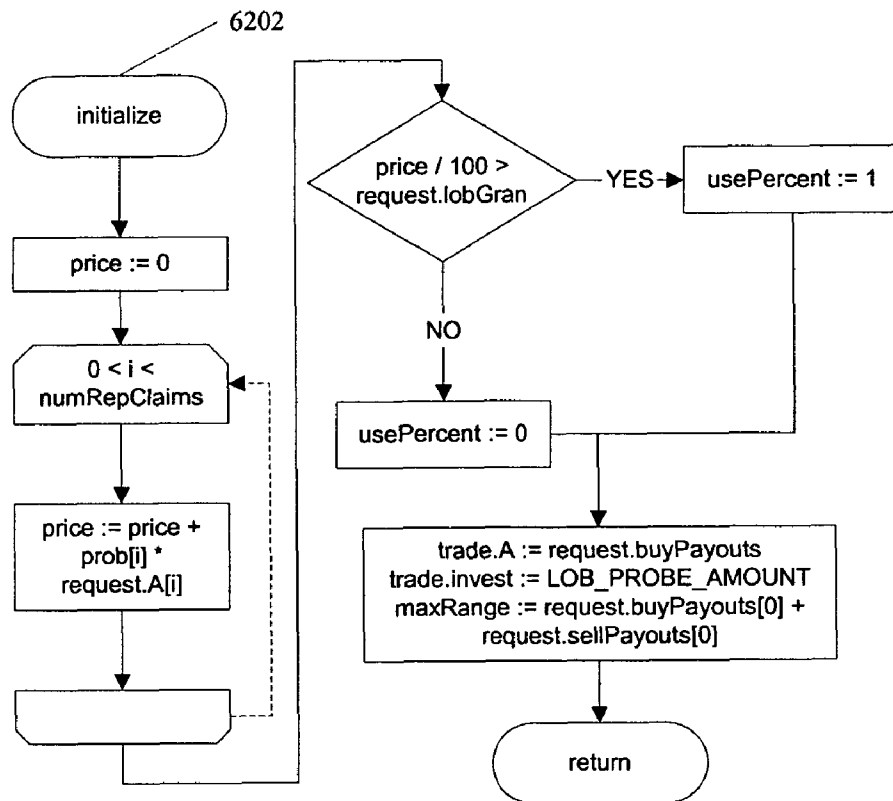 6202
initialize
price := 0
0 < i <
numRepClaims
price := price +
prob[i] *
request.A[i]
price / 100 >
request.lobGran
YES
usePercent := 1
NO
usePercent := 0
trade.A := request.buyPayouts
trade.invest := LOB_PROBE_AMOUNT
maxRange := request.buyPayouts[0] +
request.sellPayouts[0]
return